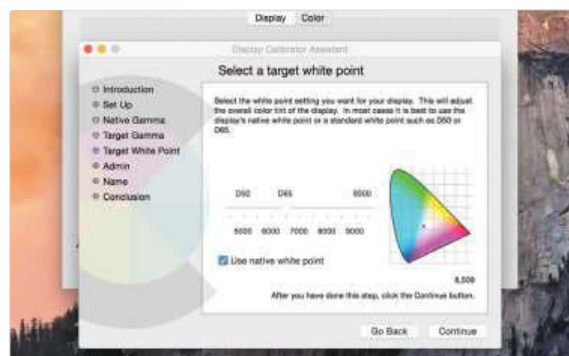 Display Color
Display Calibrator Assistant
Select a target white point
Introduction
Set Up
Native Gamma
Target Gamma
Target White Point
Admin
Name
Conclusion
Select the white point setting you want for your display. This will adjust
the overall color tint of the display. In most cases it is best to use the
display's native white point or a standard white point such as D50 or
D65.
D50 D65 9300
5000 6000 7000 8000 9000
Use native white point
After you have done this step, click the Continue button.
Go Back Continue